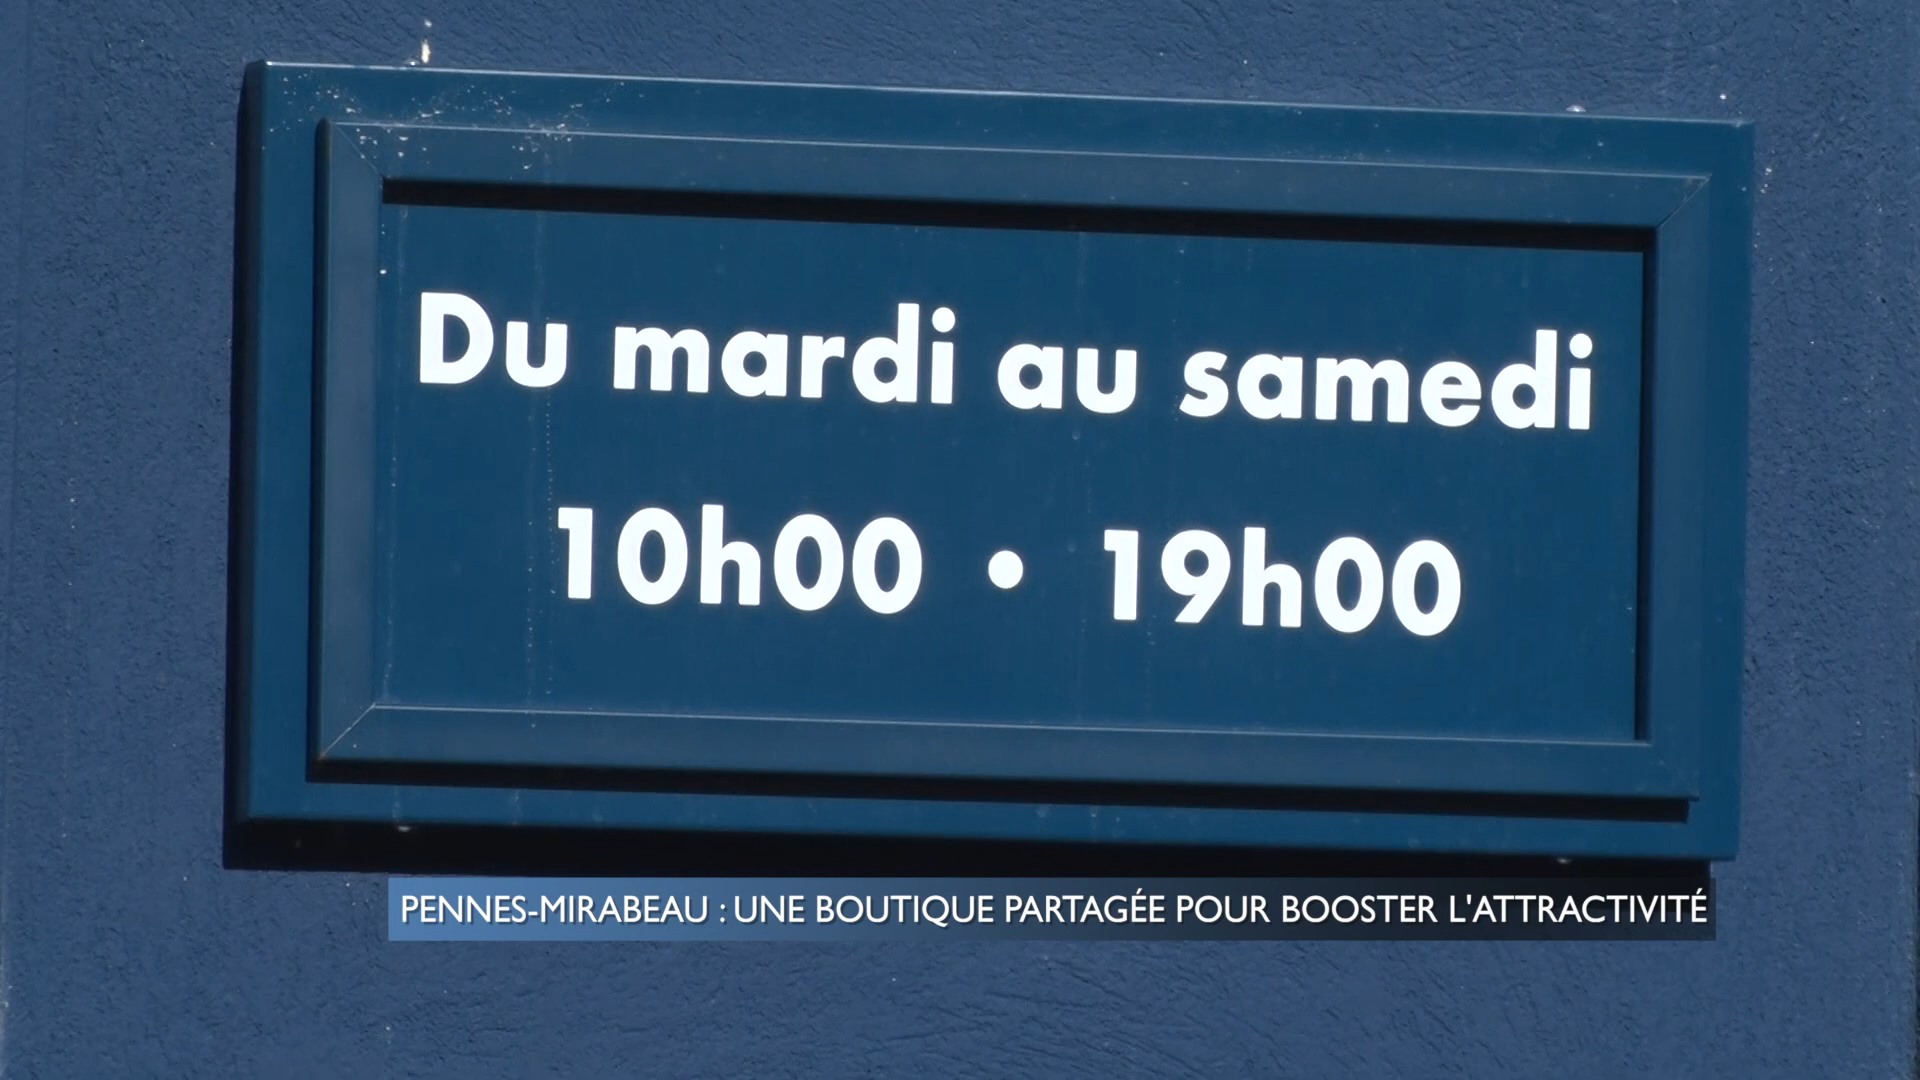 Du mardi au samedi
10h00 • 19h00
PENNES-MIRABEAU : UNE BOUTIQUE PARTAGÉE POUR BOOSTER L'ATTRACTIVITÉ